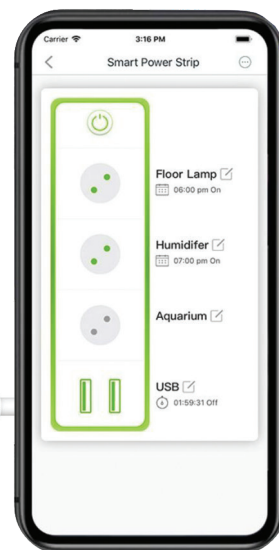 Carrier 3:16 PM
Smart Power Strip
Floor Lamp
06:00 pm On
Humidifer
07:00 pm On
Aquarium
USB
01:59:31 Off